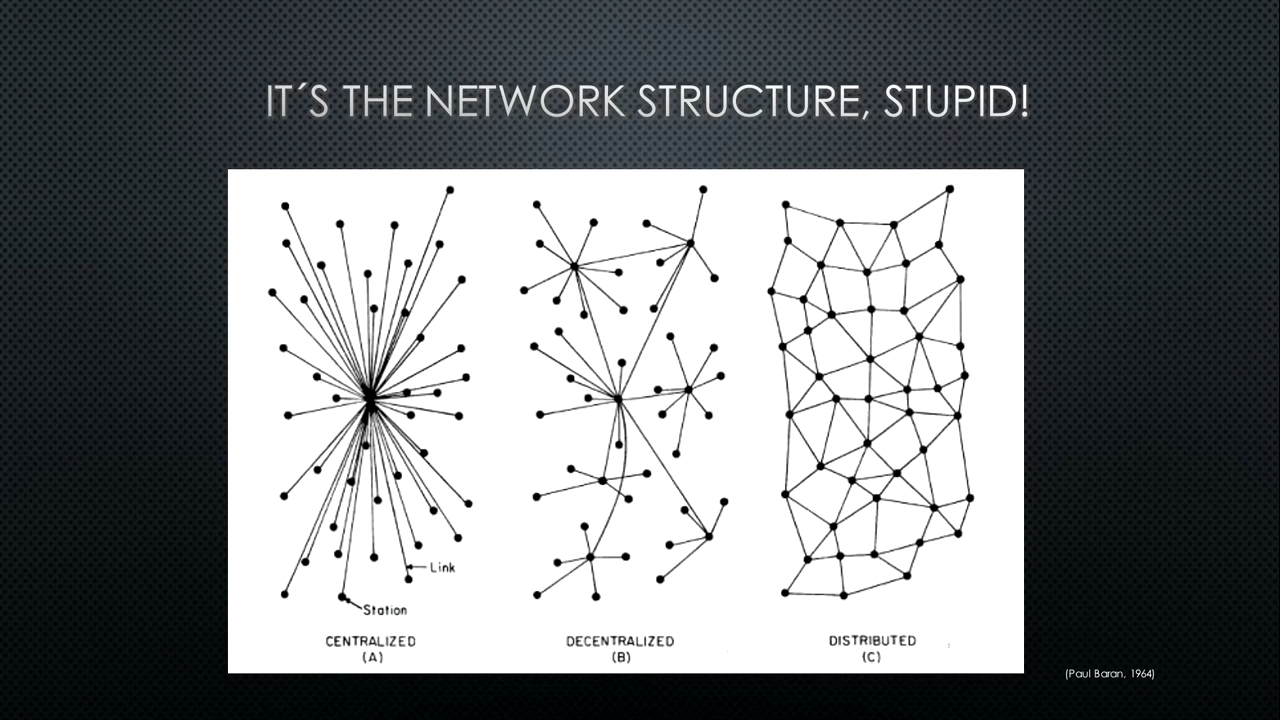 IT´S THE NETWORK STRUCTURE, STUPID!
Link
Station
CENTRALIZED
(A)
DECENTRALIZED
(B)
DISTRIBUTED
(C)
(Paul Baran, 1964)